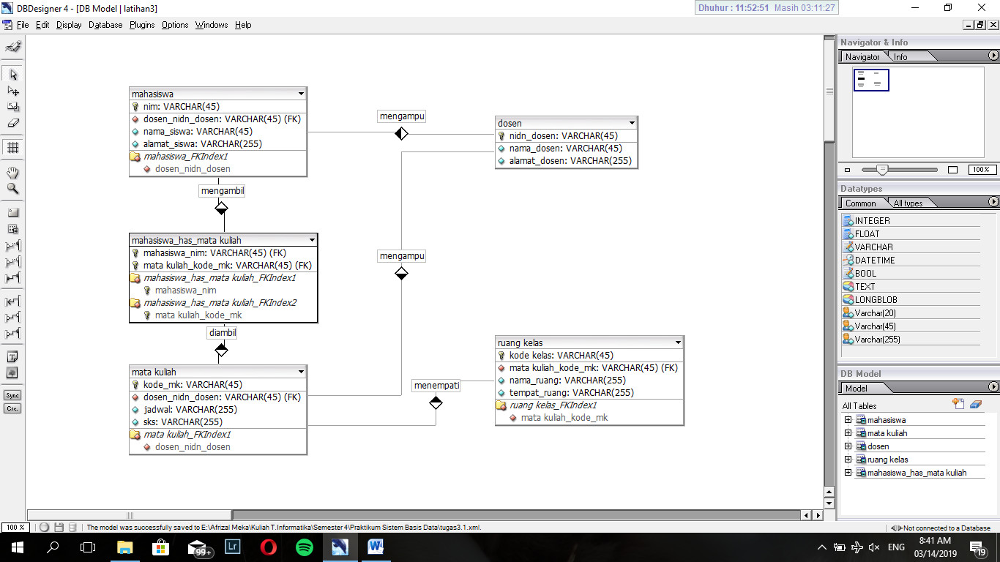 DBDesigner 4 - [DB Model | latihan3]
Dhuhur : 11:52:51 Masih 03:11:27
File Edit Display Database Plugins Options Windows Help
mahasiswa
nim: VARCHAR(45)
dosen_nidn_dosen: VARCHAR(45) (FK)
nama_siswa: VARCHAR(45)
alamat_siswa: VARCHAR(255)
mahasiswa_FKIndex1
dosen_nidn_dosen
mengampu
dosen
nidn_dosen: VARCHAR(45)
nama_dosen: VARCHAR(45)
alamat_dosen: VARCHAR(255)
mengambil
mahasiswa_has_mata kuliah
mahasiswa_nim: VARCHAR(45) (FK)
mata kuliah_kode_mk: VARCHAR(45) (FK)
mahasiswa_has_mata kuliah_FKIndex1
mahasiswa_nim
mahasiswa_has_mata kuliah_FKIndex2
mata kuliah_kode_mk
mengampu
diambil
mata kuliah
kode_mk: VARCHAR(45)
dosen_nidn_dosen: VARCHAR(45) (FK)
jadwal: VARCHAR(255)
sks: VARCHAR(255)
mata kuliah_FKIndex1
dosen_nidn_dosen
menempati
ruang kelas
kode kelas: VARCHAR(45)
mata kuliah_kode_mk: VARCHAR(45) (FK)
nama_ruang: VARCHAR(255)
tempat_ruang: VARCHAR(255)
ruang kelas_FKIndex1
mata kuliah_kode_mk
Sync
Crc.
Navigator & Info
Navigator Info
100%
Datatypes
Common All types
INTEGER
FLOAT
VARCHAR
DATETIME
BOOL
TEXT
LONGBLOB
Varchar(20)
Varchar(45)
Varchar(255)
DB Model
Model
All Tables
mahasiswa
mata kuliah
dosen
ruang kelas
mahasiswa_has_mata kuliah
100 % The model was successfully saved to E:\Afrizal Meka\Kuliah T.Informatika\Semester 4\Praktikum Sistem Basis Data\tugas3.1.xml. Not connected to a Database
99+
Lr
W
ENG
8:41 AM
03/14/2019
19